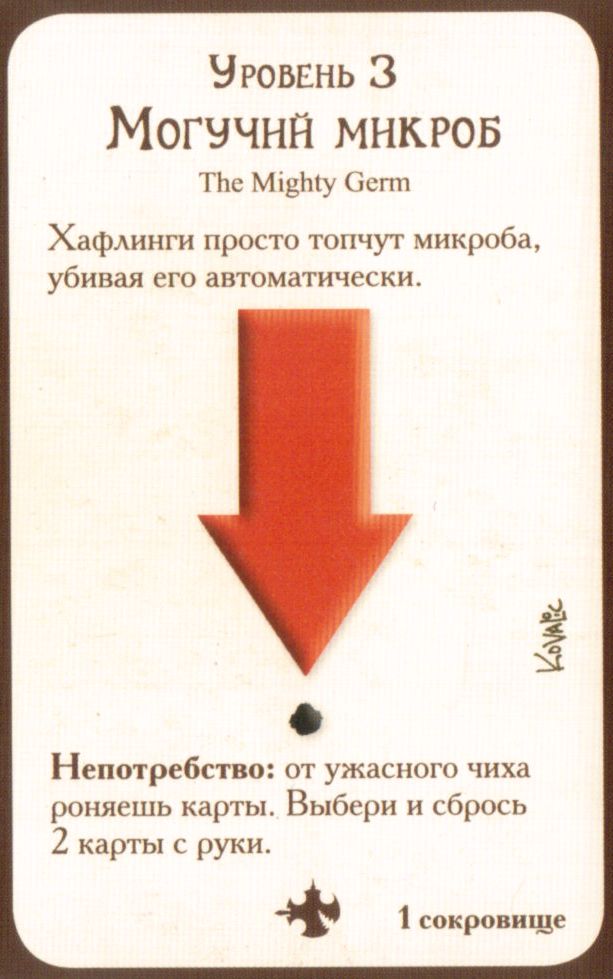 Уровень 3
Могучий микроб
The Mighty Germ
Хафлинги просто топчут микроба,
убивая его автоматически.
Kovalic
Непотребство: от ужасного чиха
роняешь карты. Выбери и сбрось
2 карты с руки.
1 сокровище